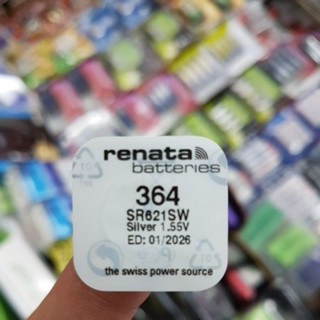 renata
batteries
364
SR621SW
Silver 1.55V
ED: 01/2026
the swiss power source